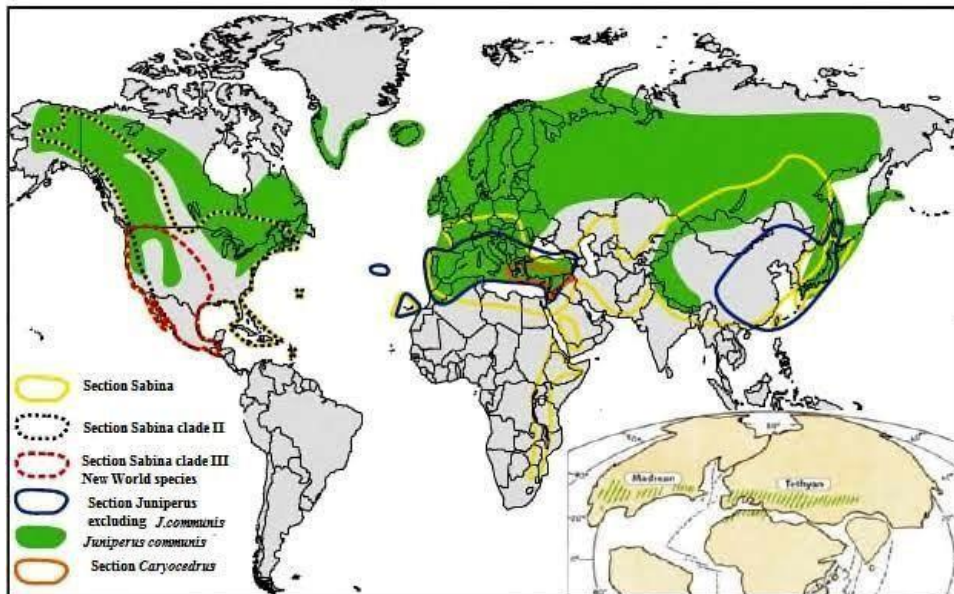 Section Sabina
Section Sabina clade II
Section Sabina clade III
New World species
Section Juniperus
excluding J.communis
Juniperus communis
Section Caryocedrus
Madrean
Tethyan